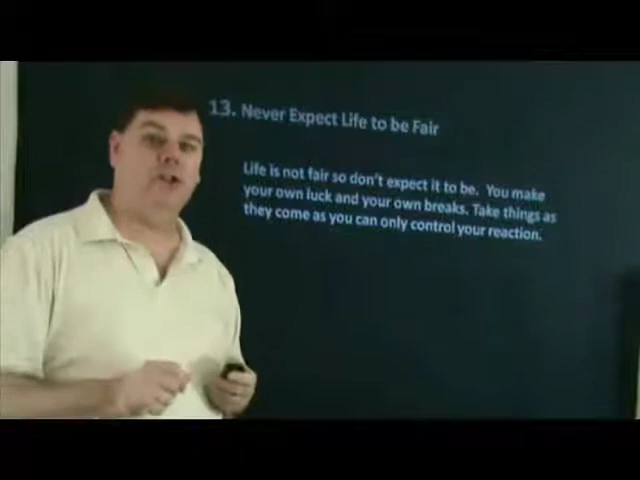 13. Never Expect Life to be Fair
Life is not fair so don't expect it to be. You make
your own luck and your own breaks. Take things as
they come as you can only control your reaction.